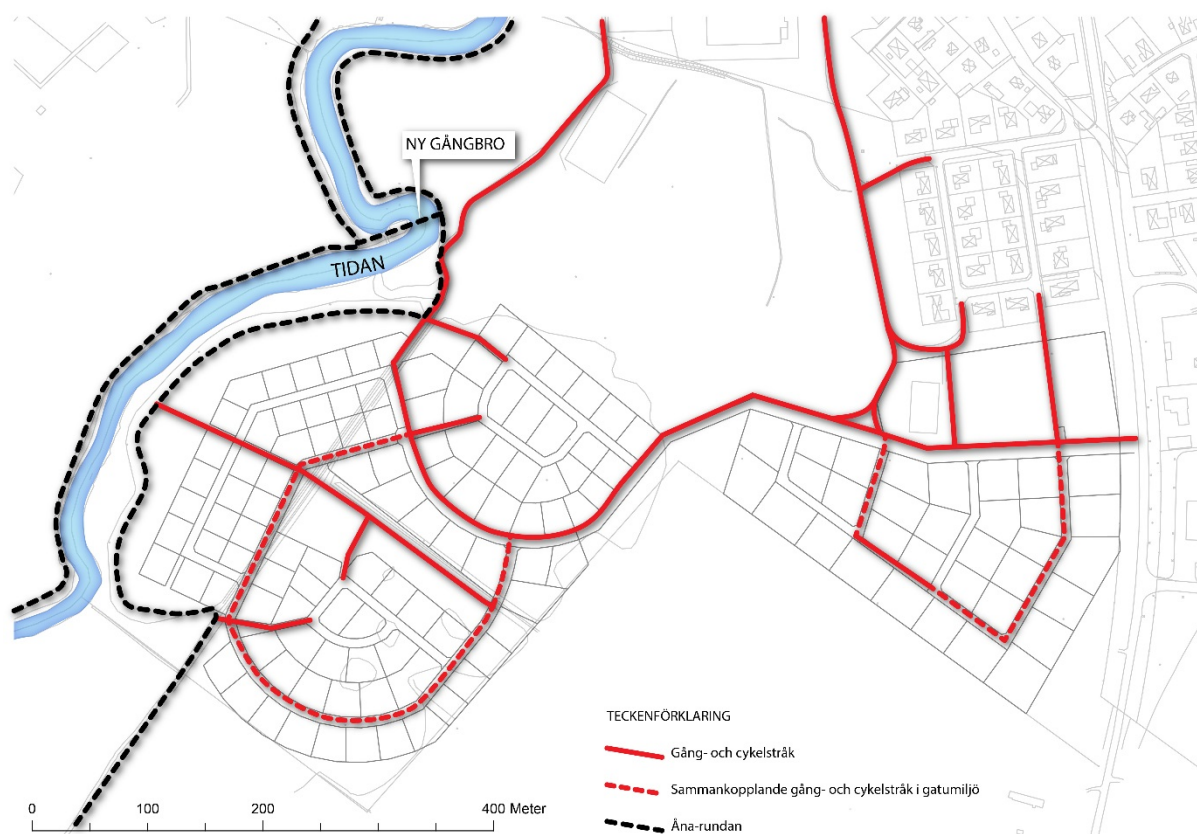 NY GÅNGBRO
TIDAN
TECKENFÖRKLARING
Gång- och cykelstråk
Sammankopplande gång- och cykelstråk i gatumiljö
Åna-rundan
0 100 200 400 Meter